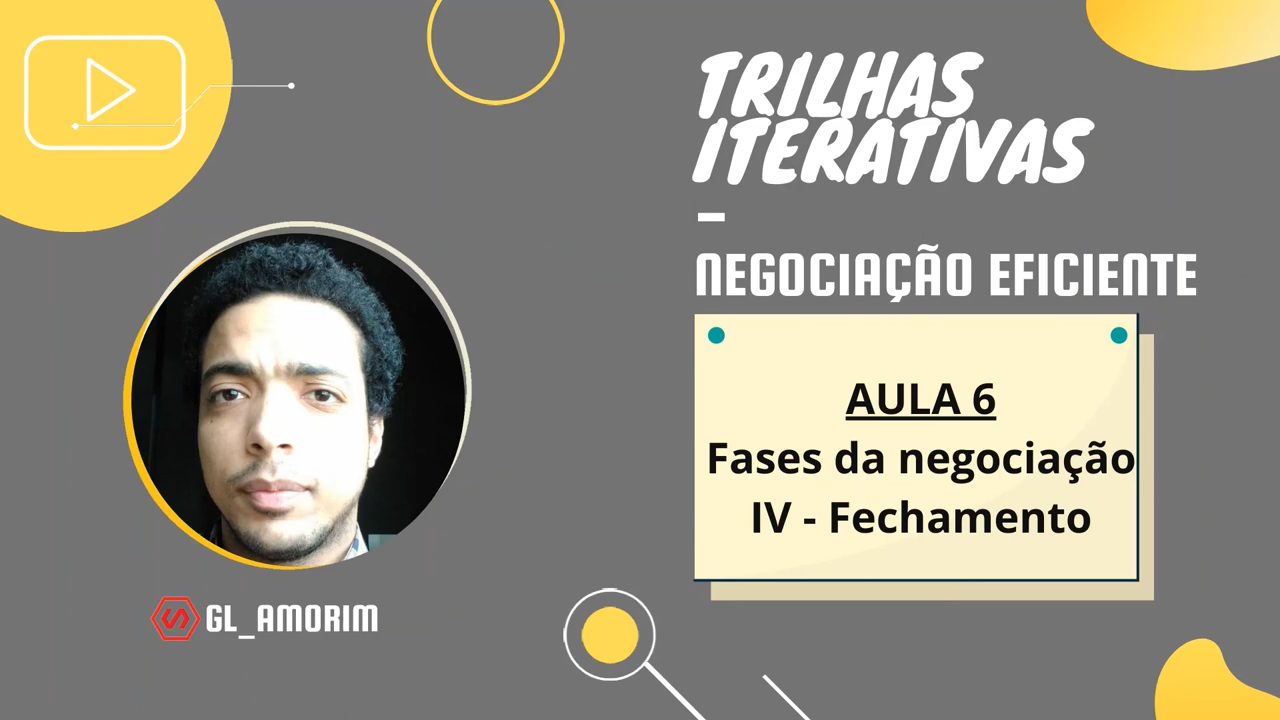 TRILHAS
ITERATIVAS
NEGOCIAÇÃO EFICIENTE
AULA 6
Fases da negociação
IV - Fechamento
GL_AMORIM